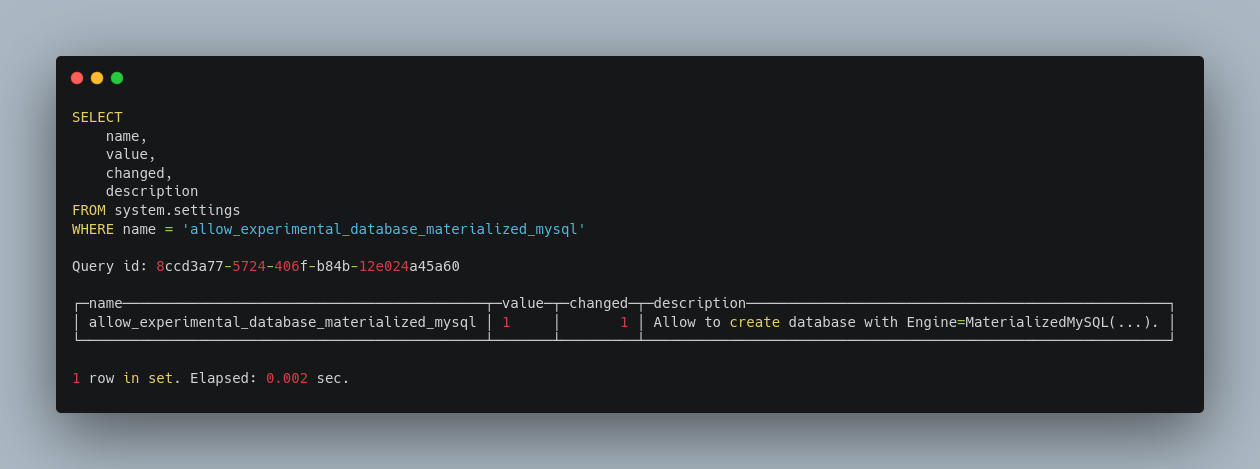 SELECT
    name,
    value,
    changed,
    description
FROM system.settings
WHERE name = 'allow_experimental_database_materialized_mysql'
Query id: 8ccd3a77-5724-406f-b84b-12e024a45a60
┌─name───────────────────────────────────────────┬─value─┬─changed─┬─description──────────────────────────────────────────────────┐
│ allow_experimental_database_materialized_mysql │ 1     │       1 │ Allow to create database with Engine=MaterializedMySQL(...). │
└────────────────────────────────────────────────┴───────┴─────────┴──────────────────────────────────────────────────────────────┘
1 row in set. Elapsed: 0.002 sec.